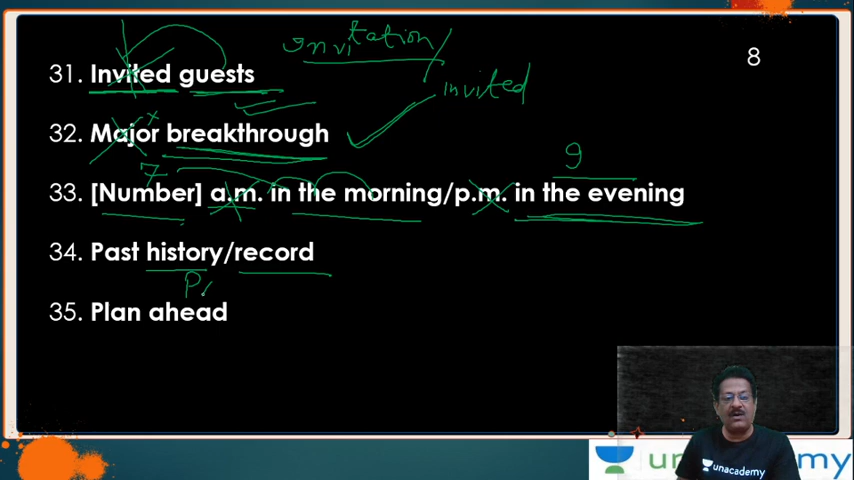 Invitation
8
31. Invited guests
invited
32. Major breakthrough
7 9
33. [Number] a.m. in the morning/p.m. in the evening
34. Past history/record
35. Plan ahead
unacademy